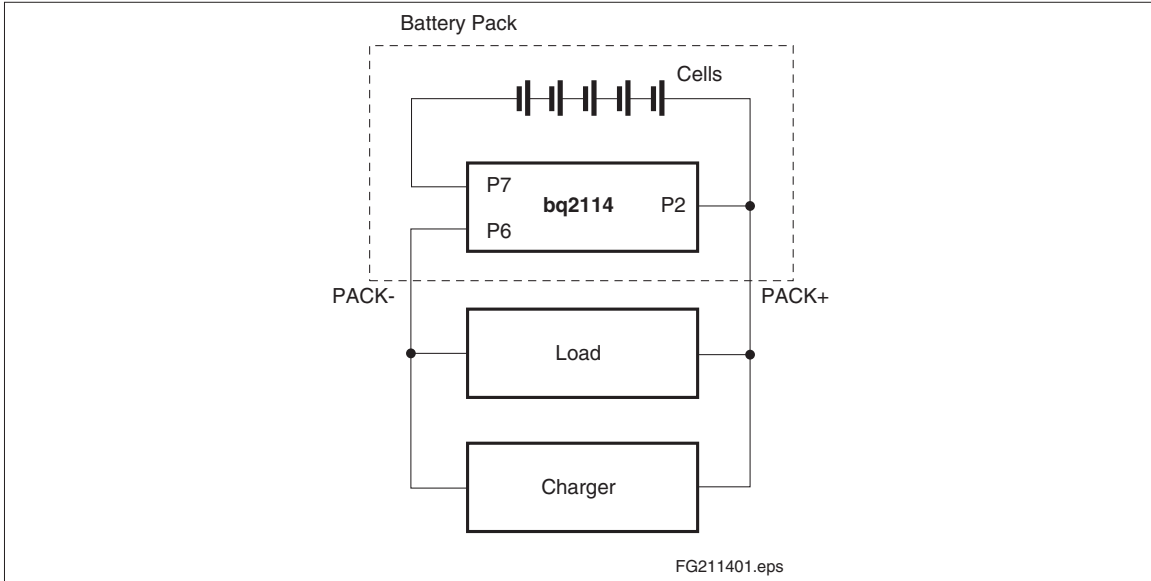 Battery Pack
Cells
P7
bq2114
P2
P6
PACK-
PACK+
Load
Charger
FG211401.eps